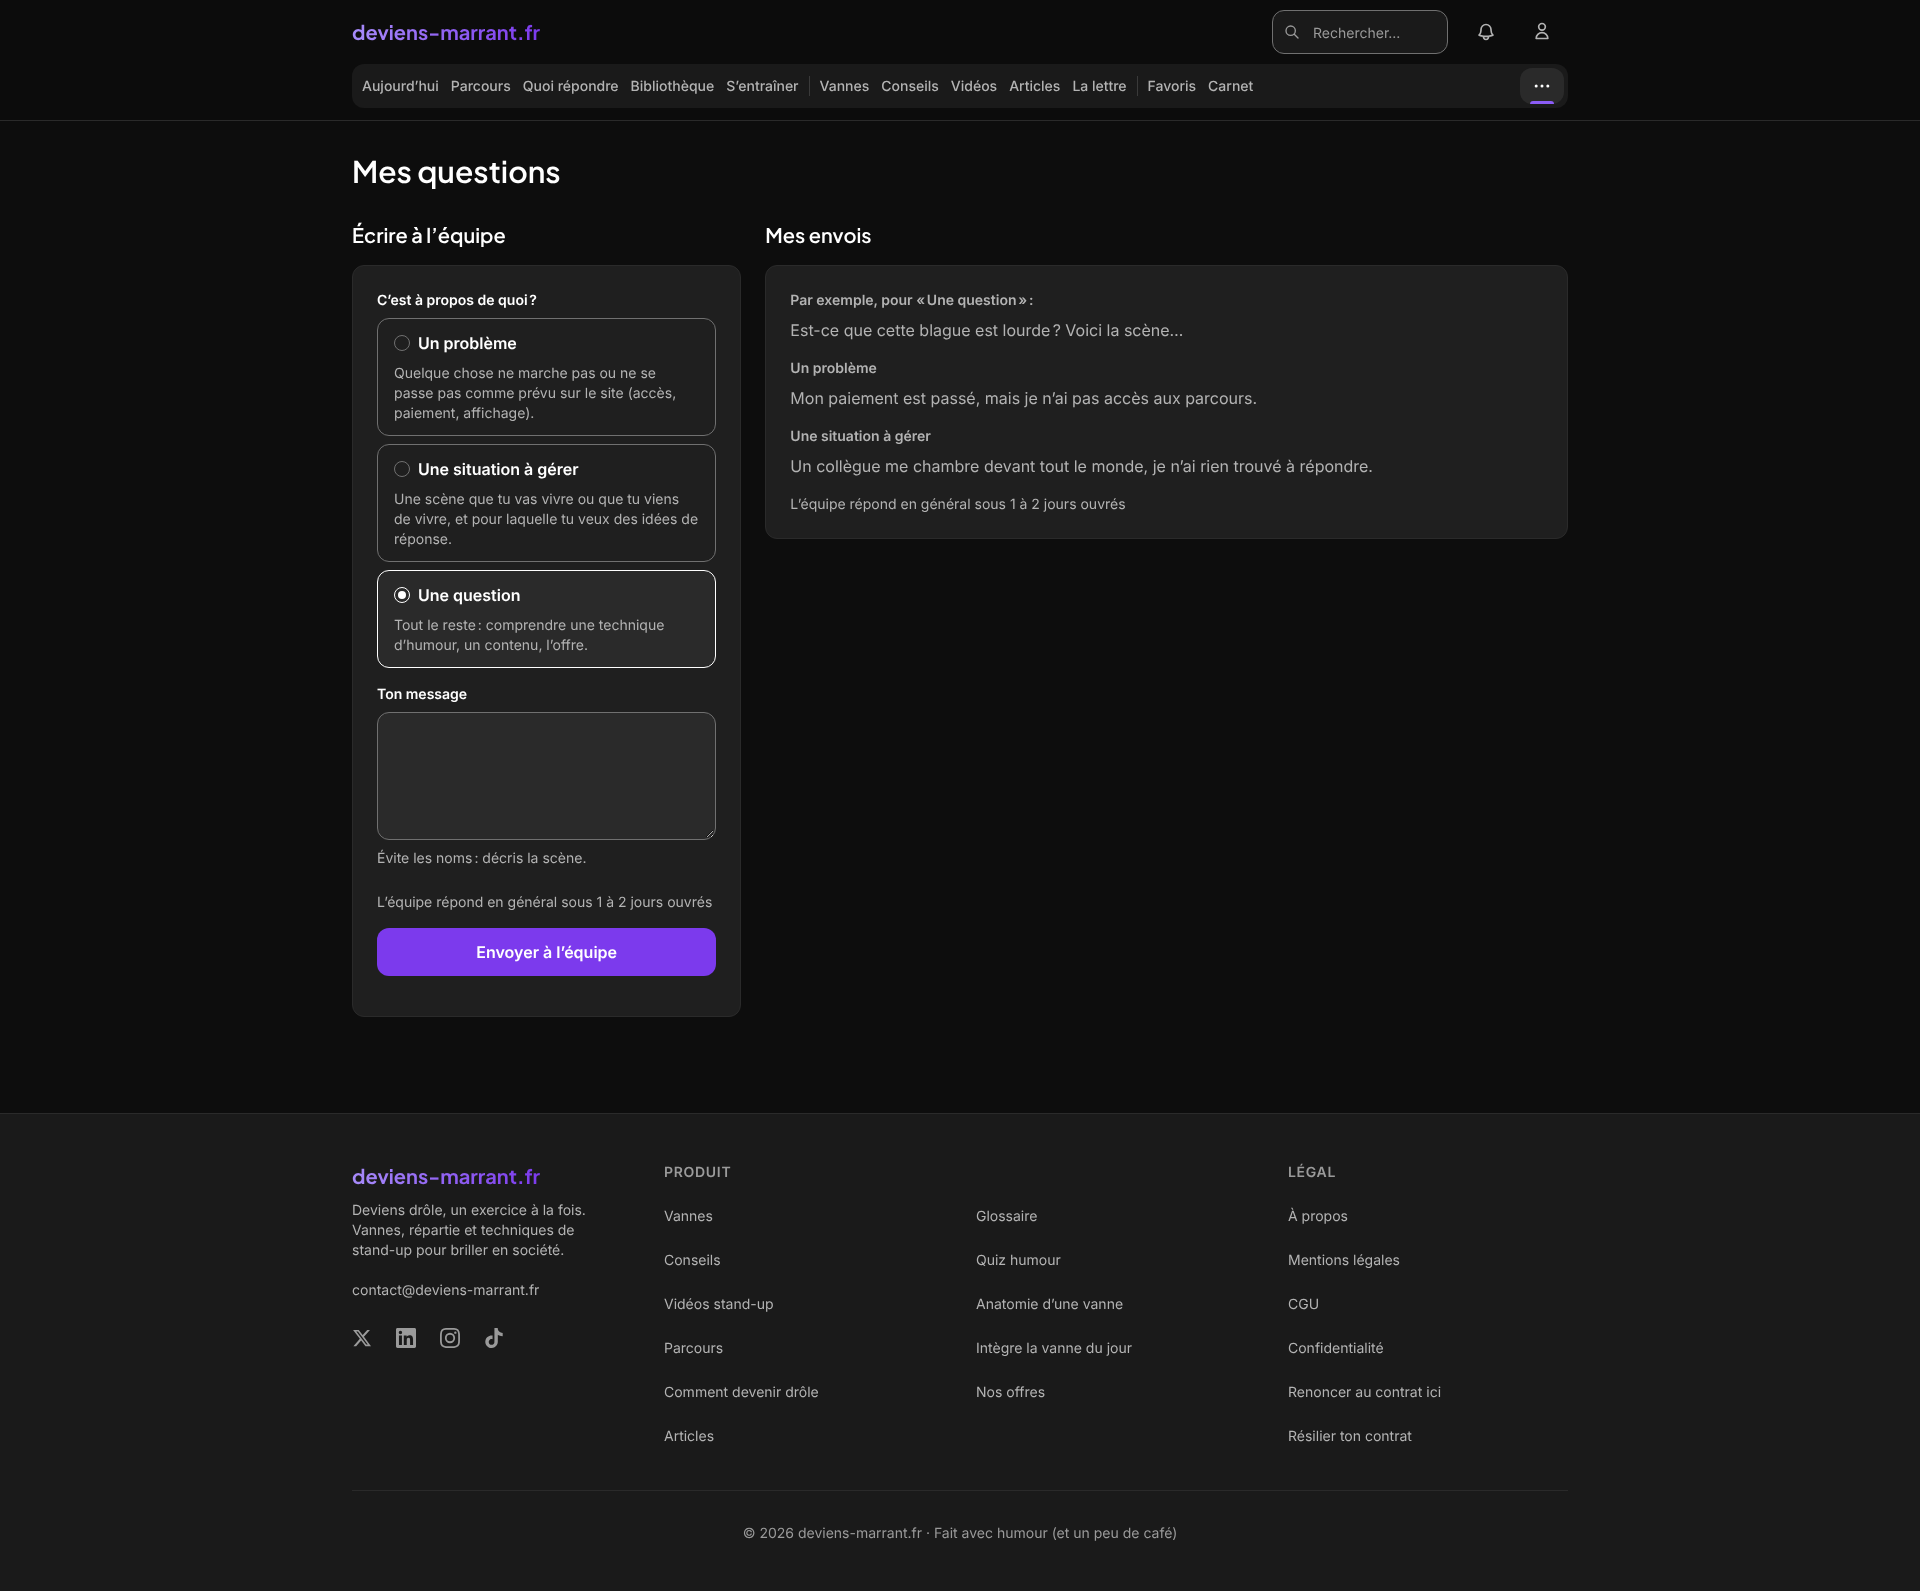 deviens-marrant.fr
Rechercher...
Aujourd’hui Parcours Quoi répondre Bibliothèque S’entraîner Vannes Conseils Vidéos Articles La lettre Favoris Carnet
Mes questions
Écrire à l’équipe
C’est à propos de quoi ?
Un problème
Quelque chose ne marche pas ou ne se
passe pas comme prévu sur le site (accès,
paiement, affichage).
Une situation à gérer
Une scène que tu vas vivre ou que tu viens
de vivre, et pour laquelle tu veux des idées de
réponse.
Une question
Tout le reste : comprendre une technique
d’humour, un contenu, l’offre.
Ton message
Évite les noms : décris la scène.
L’équipe répond en général sous 1 à 2 jours ouvrés
Envoyer à l’équipe
Mes envois
Par exemple, pour « Une question » :
Est-ce que cette blague est lourde ? Voici la scène…
Un problème
Mon paiement est passé, mais je n’ai pas accès aux parcours.
Une situation à gérer
Un collègue me chambre devant tout le monde, je n’ai rien trouvé à répondre.
L’équipe répond en général sous 1 à 2 jours ouvrés
deviens-marrant.fr
Deviens drôle, un exercice à la fois.
Vannes, répartie et techniques de
stand-up pour briller en société.
contact@deviens-marrant.fr
PRODUIT
Vannes
Conseils
Vidéos stand-up
Parcours
Comment devenir drôle
Articles
Glossaire
Quiz humour
Anatomie d’une vanne
Intègre la vanne du jour
Nos offres
LÉGAL
À propos
Mentions légales
CGU
Confidentialité
Renoncer au contrat ici
Résilier ton contrat
© 2026 deviens-marrant.fr · Fait avec humour (et un peu de café)